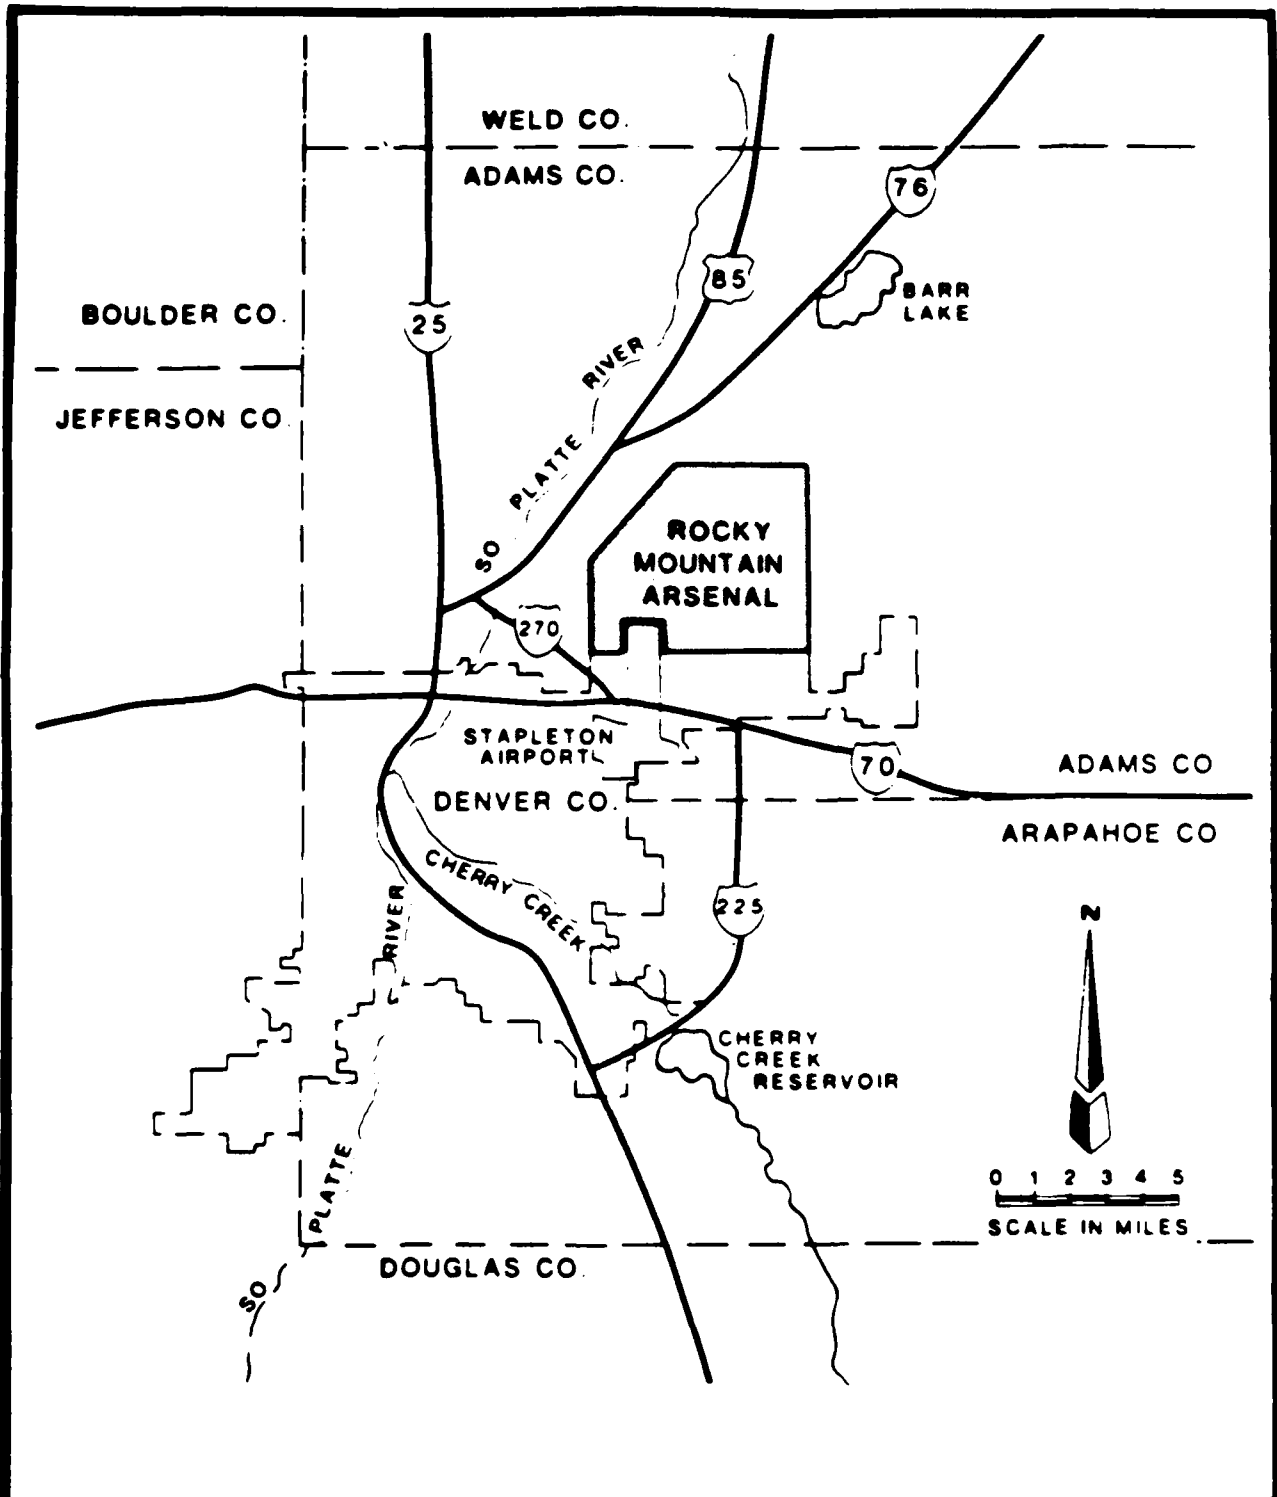 WELD CO.
ADAMS CO.
76
85
BARR
LAKE
BOULDER CO.
25
RIVER
JEFFERSON CO
PLATTE
SO
ROCKY
MOUNTAIN
ARSENAL
270
STAPLETON
AIRPORT
70
ADAMS CO
DENVER CO.
ARAPAHOE CO
CHERRY CREEK
RIVER
225
N
CHERRY
CREEK
RESERVOIR
PLATTE
0 1 2 3 4 5
SCALE IN MILES
DOUGLAS CO.
SO